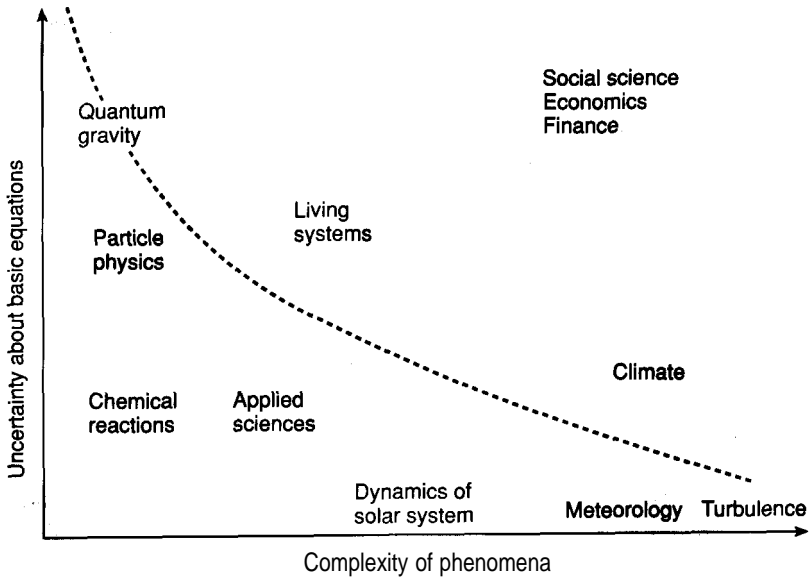 Uncertainty about basic equations
Quantum
gravity
Social science
Economics
Finance
Living
systems
Particle
physics
Climate
Chemical
reactions
Applied
sciences
Dynamics of
solar system
Meteorology
Turbulence
Complexity of phenomena